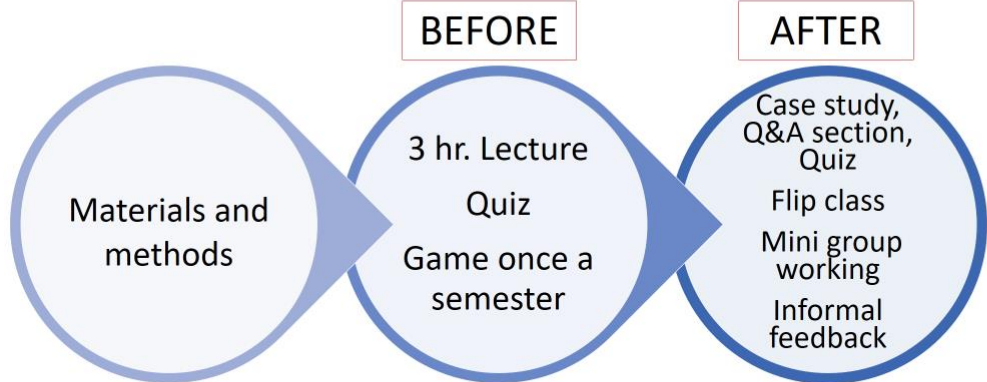 BEFORE
AFTER
Materials and
methods
3 hr. Lecture
Quiz
Game once a
semester
Case study,
Q&A section,
Quiz
Flip class
Mini group
working
Informal
feedback